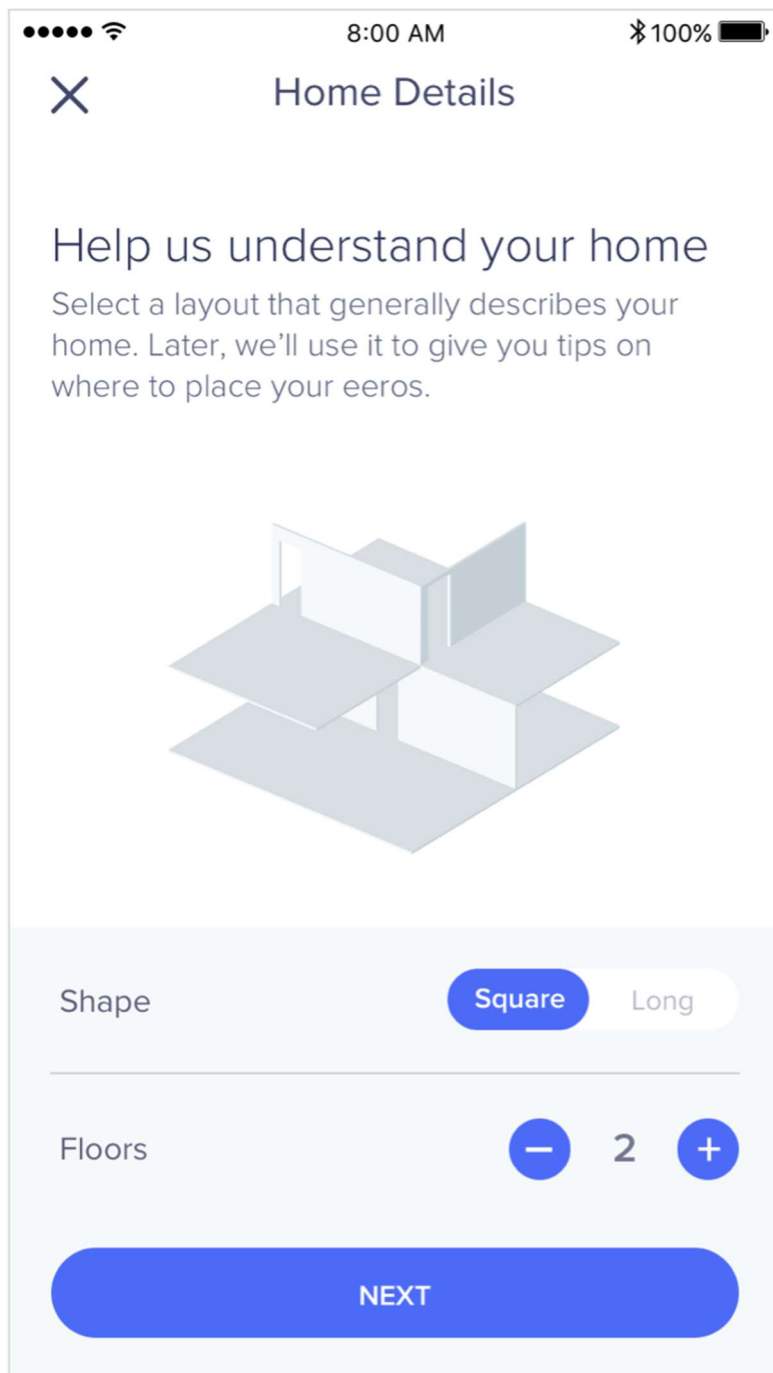 8:00 AM 100%
Home Details
Help us understand your home
Select a layout that generally describes your
home. Later, we’ll use it to give you tips on
where to place your eeros.
Shape Square Long
Floors 2
NEXT